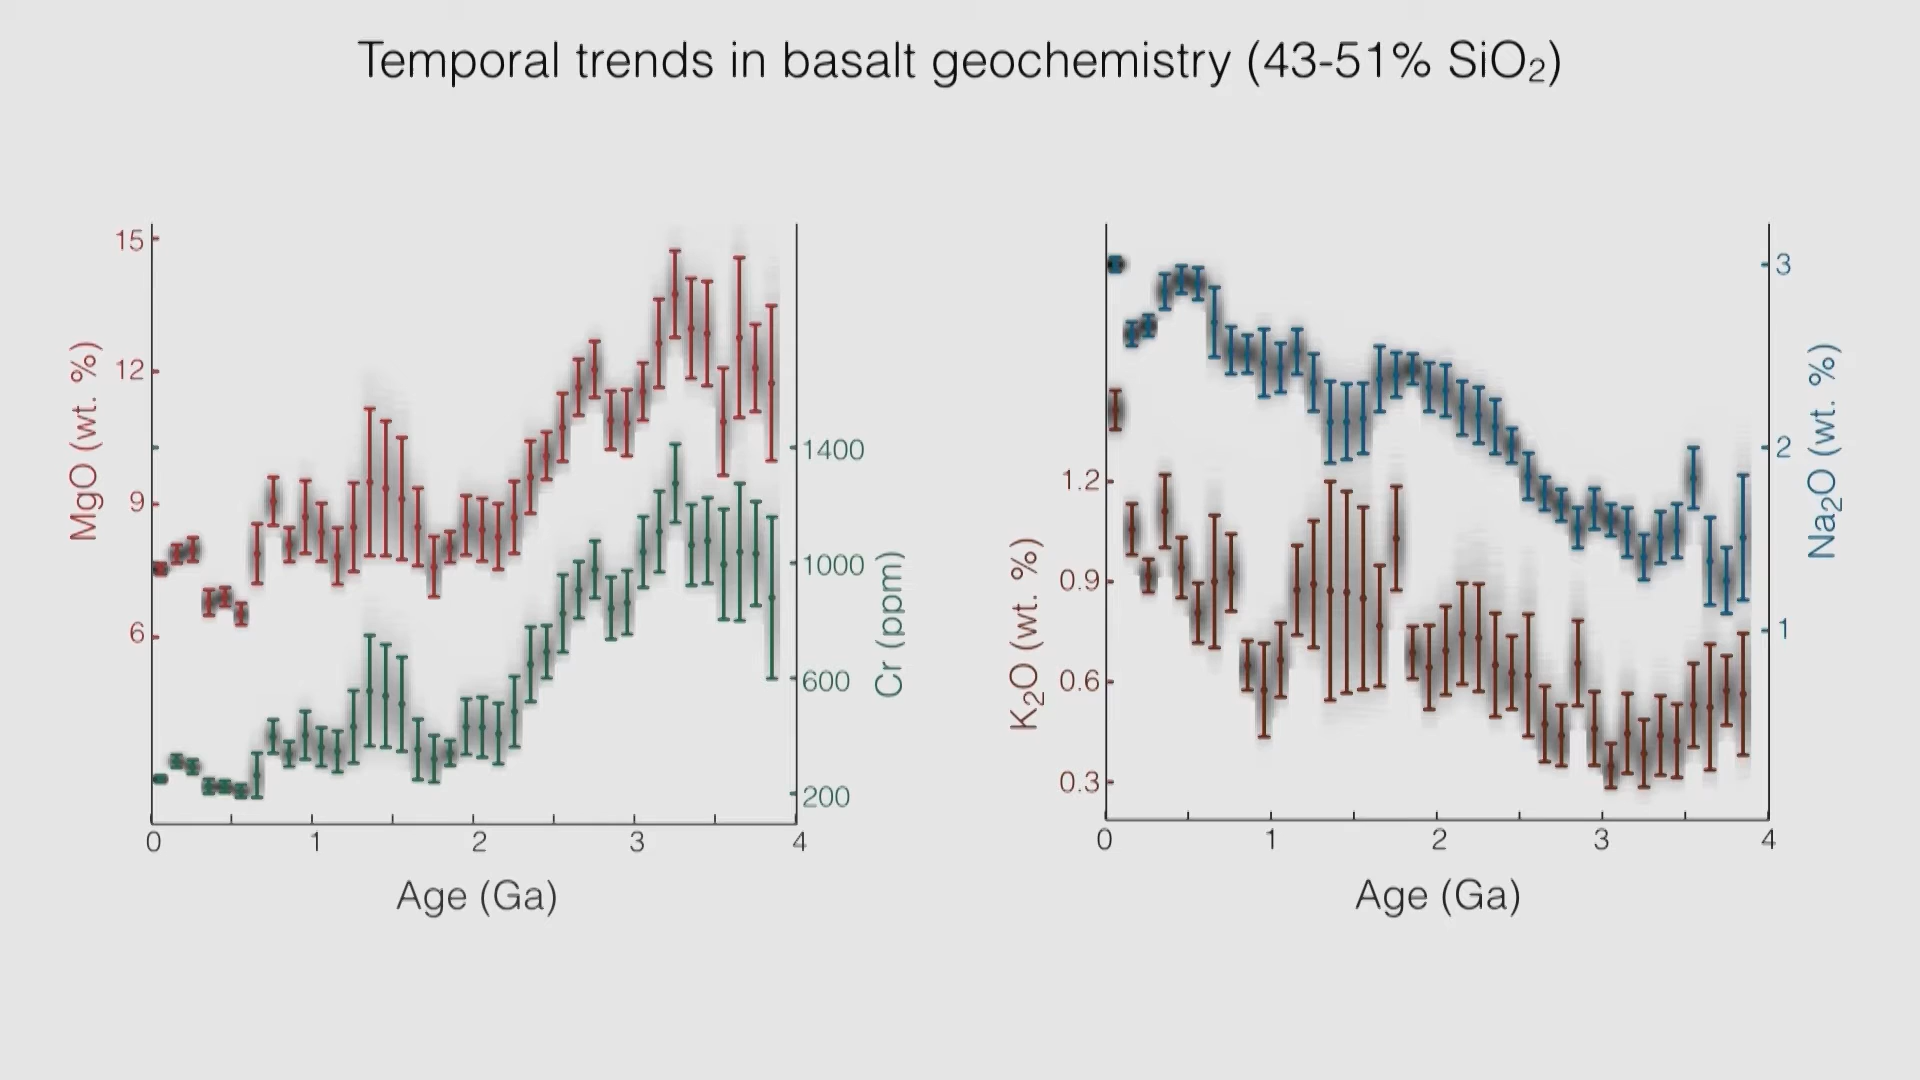 Temporal trends in basalt geochemistry (43-51% SiO₂)
MgO (wt. %)
15
12
9
6
1400
1000
600
200
Cr (ppm)
0 1 2 3 4
Age (Ga)
K₂O (wt. %)
1.2
0.9
0.6
0.3
3
2
1
Na₂O (wt. %)
0 1 2 3 4
Age (Ga)